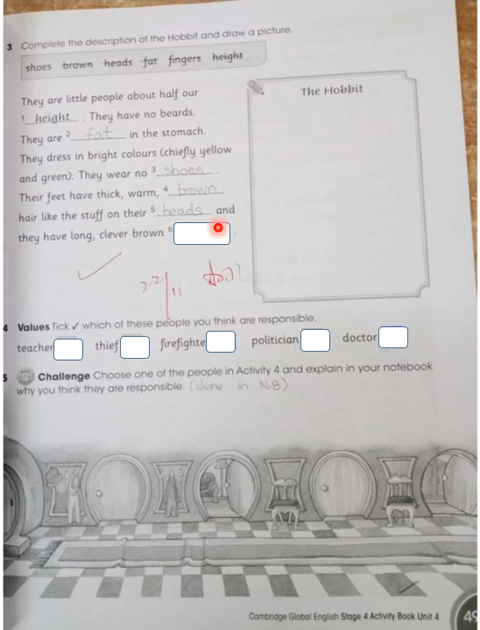 3 Complete the description of the Hobbit and draw a picture.
shoes brown heads fat fingers height
They are little people about half our
1 height . They have no beards.
They are 2 fat in the stomach.
They dress in bright colours (chiefly yellow
and green). They wear no 3 shoes .
Their feet have thick, warm, 4 brown
hair like the stuff on their 5 heads and
they have long, clever brown 6 .
The Hobbit
22/11
4 Values Tick ✓ which of these people you think are responsible.
teacher thief firefighte politician doctor
5 Challenge Choose one of the people in Activity 4 and explain in your notebook
why you think they are responsible. (done in N.B)
Cambridge Global English Stage 4 Activity Book Unit 4
49